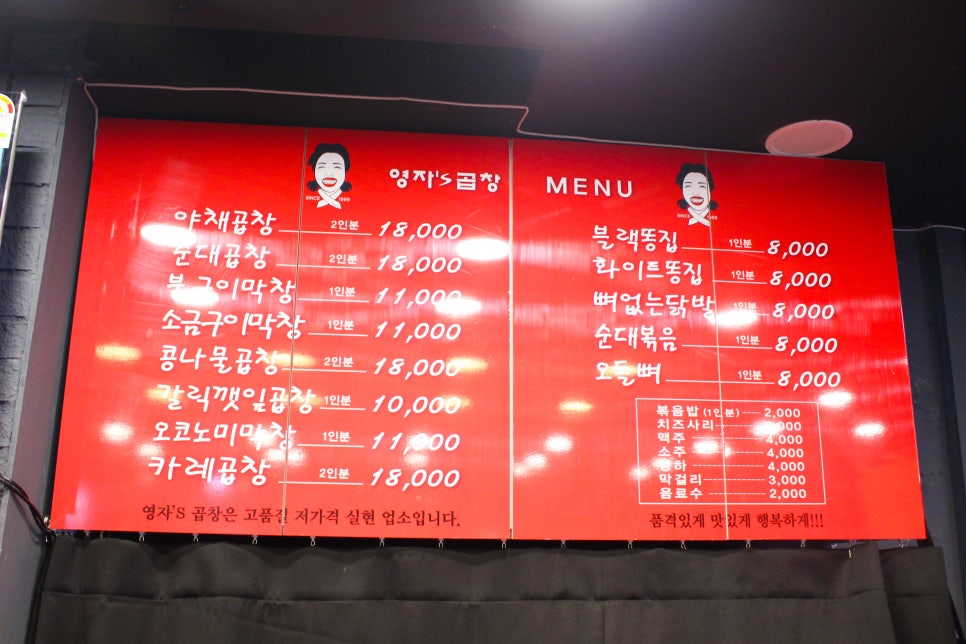 영자's 곱창
SINCE 1999
야채곱창 2인분 18,000
순대곱창 2인분 18,000
구이막창 1인분 11,000
소금구이막창 1인분 11,000
콩나물곱창 2인분 18,000
갈릭깻잎곱창 1인분 10,000
오코노미막창 1인분 11,000
카레곱창 2인분 18,000
영자'S 곱창은 고품질 저가격 실현 업소입니다.
MENU
SINCE 1999
블랙똥집 1인분 8,000
화이트똥집 1인분 8,000
뼈없는닭발 1인분 8,000
순대볶음 1인분 8,000
오돌뼈 1인분 8,000
볶음밥 (1인분) 2,000
치즈사리
맥주 4,000
소주 4,000
4,000
막걸리 3,000
음료수 2,000
품격있게 맛있게 행복하게!!!